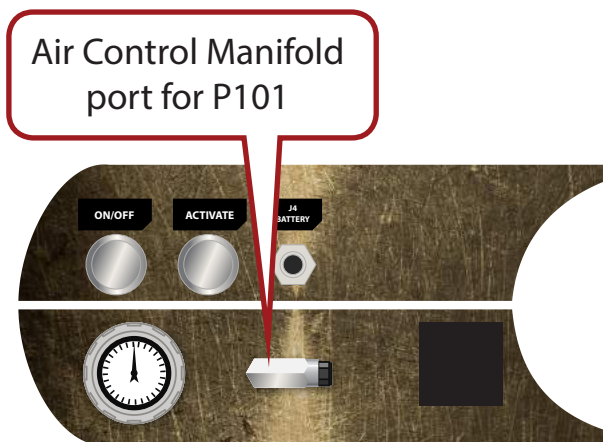 Air Control Manifold
port for P101
ON/OFF
ACTIVATE
J4
BATTERY